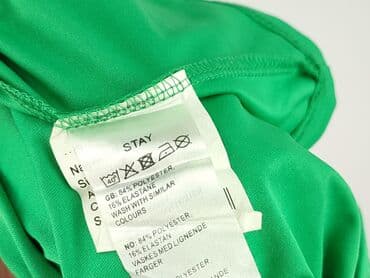 STAY
40
GB: 84% POLYESTER
16% ELASTANE
WASH WITH SIMILAR
COLOURS
NO: 84% POLYESTER
16% ELASTAN
VASKES MED LIGNENDE
FARGER